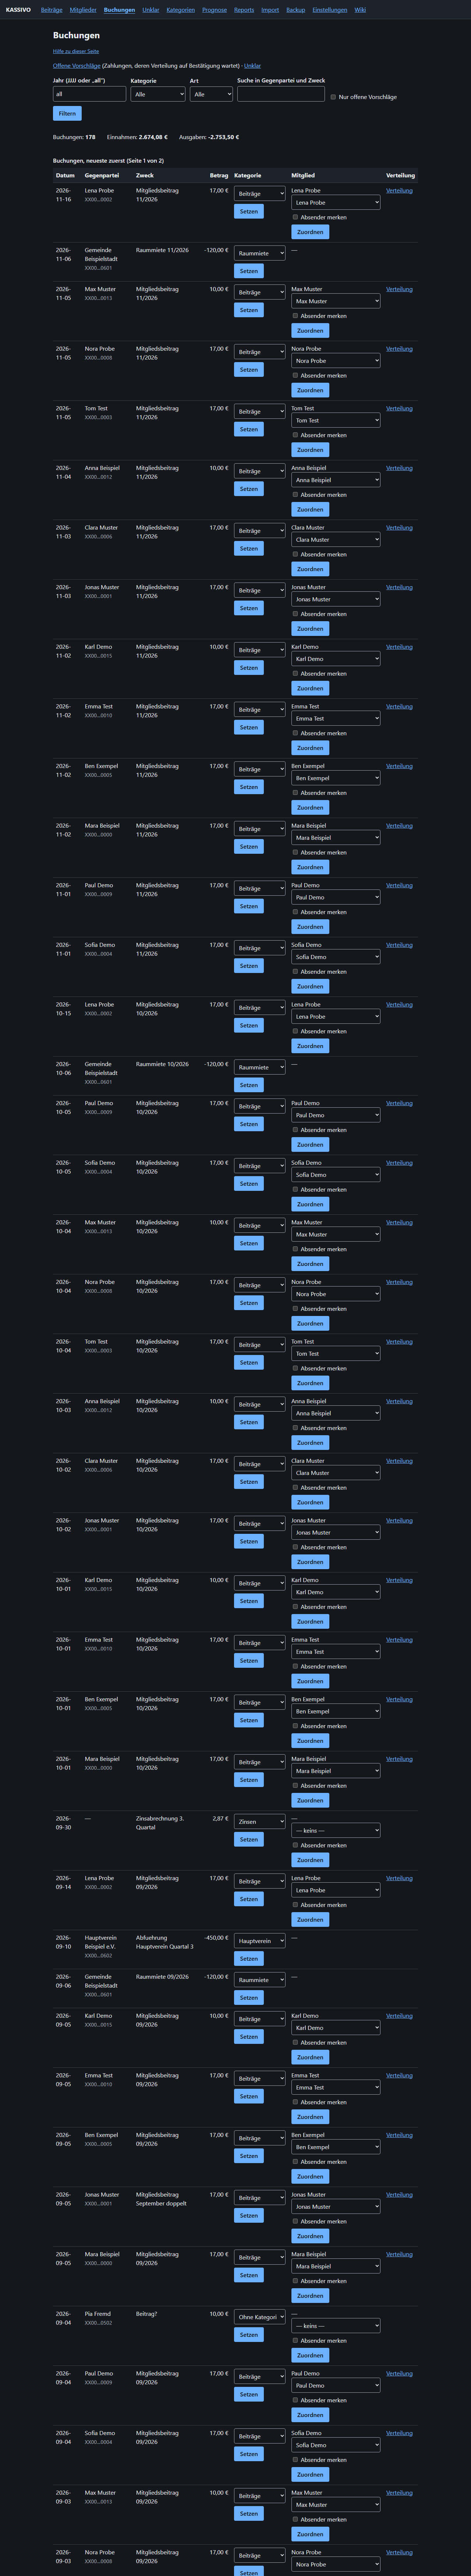 KASSIVO Beiträge Mitglieder Buchungen Unklar Kategorien Prognose Reports Import Backup Einstellungen Wiki
Buchungen
Hilfe zu dieser Seite
Offene Vorschläge (Zahlungen, deren Verteilung auf Bestätigung wartet) · Unklar
Jahr (JJJJ oder „all") Kategorie Art Suche in Gegenpartei und Zweck
all Alle Alle Nur offene Vorschläge
Filtern
Buchungen: 178 Einnahmen: 2.674,08 € Ausgaben: -2.753,50 €
Buchungen, neueste zuerst (Seite 1 von 2)
Datum Gegenpartei Zweck Betrag Kategorie Mitglied Verteilung
2026- Lena Probe Mitgliedsbeitrag 17,00 € Beiträge Lena Probe Verteilung
11-16 XX00…0002 11/2026 Lena Probe
Setzen Absender merken
Zuordnen
2026- Gemeinde Raummiete 11/2026 -120,00 € Raummiete —
11-06 Beispielstadt
XX00…0601 Setzen
2026- Max Muster Mitgliedsbeitrag 10,00 € Beiträge Max Muster Verteilung
11-05 XX00…0013 11/2026 Max Muster
Setzen Absender merken
Zuordnen
2026- Nora Probe Mitgliedsbeitrag 17,00 € Beiträge Nora Probe Verteilung
11-05 XX00…0008 11/2026 Nora Probe
Setzen Absender merken
Zuordnen
2026- Tom Test Mitgliedsbeitrag 17,00 € Beiträge Tom Test Verteilung
11-05 XX00…0003 11/2026 Tom Test
Setzen Absender merken
Zuordnen
2026- Anna Beispiel Mitgliedsbeitrag 10,00 € Beiträge Anna Beispiel Verteilung
11-04 XX00…0012 11/2026 Anna Beispiel
Setzen Absender merken
Zuordnen
2026- Clara Muster Mitgliedsbeitrag 17,00 € Beiträge Clara Muster Verteilung
11-03 XX00…0006 11/2026 Clara Muster
Setzen Absender merken
Zuordnen
2026- Jonas Muster Mitgliedsbeitrag 17,00 € Beiträge Jonas Muster Verteilung
11-03 XX00…0001 11/2026 Jonas Muster
Setzen Absender merken
Zuordnen
2026- Karl Demo Mitgliedsbeitrag 10,00 € Beiträge Karl Demo Verteilung
11-02 XX00…0015 11/2026 Karl Demo
Setzen Absender merken
Zuordnen
2026- Emma Test Mitgliedsbeitrag 17,00 € Beiträge Emma Test Verteilung
11-02 XX00…0010 11/2026 Emma Test
Setzen Absender merken
Zuordnen
2026- Ben Exempel Mitgliedsbeitrag 17,00 € Beiträge Ben Exempel Verteilung
11-02 XX00…0005 11/2026 Ben Exempel
Setzen Absender merken
Zuordnen
2026- Mara Beispiel Mitgliedsbeitrag 17,00 € Beiträge Mara Beispiel Verteilung
11-02 XX00…0000 11/2026 Mara Beispiel
Setzen Absender merken
Zuordnen
2026- Paul Demo Mitgliedsbeitrag 17,00 € Beiträge Paul Demo Verteilung
11-01 XX00…0009 11/2026 Paul Demo
Setzen Absender merken
Zuordnen
2026- Sofia Demo Mitgliedsbeitrag 17,00 € Beiträge Sofia Demo Verteilung
11-01 XX00…0004 11/2026 Sofia Demo
Setzen Absender merken
Zuordnen
2026- Lena Probe Mitgliedsbeitrag 17,00 € Beiträge Lena Probe Verteilung
10-15 XX00…0002 10/2026 Lena Probe
Setzen Absender merken
Zuordnen
2026- Gemeinde Raummiete 10/2026 -120,00 € Raummiete —
10-06 Beispielstadt
XX00…0601 Setzen
2026- Paul Demo Mitgliedsbeitrag 17,00 € Beiträge Paul Demo Verteilung
10-05 XX00…0009 10/2026 Paul Demo
Setzen Absender merken
Zuordnen
2026- Sofia Demo Mitgliedsbeitrag 17,00 € Beiträge Sofia Demo Verteilung
10-05 XX00…0004 10/2026 Sofia Demo
Setzen Absender merken
Zuordnen
2026- Max Muster Mitgliedsbeitrag 10,00 € Beiträge Max Muster Verteilung
10-04 XX00…0013 10/2026 Max Muster
Setzen Absender merken
Zuordnen
2026- Nora Probe Mitgliedsbeitrag 17,00 € Beiträge Nora Probe Verteilung
10-04 XX00…0008 10/2026 Nora Probe
Setzen Absender merken
Zuordnen
2026- Tom Test Mitgliedsbeitrag 17,00 € Beiträge Tom Test Verteilung
10-04 XX00…0003 10/2026 Tom Test
Setzen Absender merken
Zuordnen
2026- Anna Beispiel Mitgliedsbeitrag 10,00 € Beiträge Anna Beispiel Verteilung
10-03 XX00…0012 10/2026 Anna Beispiel
Setzen Absender merken
Zuordnen
2026- Clara Muster Mitgliedsbeitrag 17,00 € Beiträge Clara Muster Verteilung
10-02 XX00…0006 10/2026 Clara Muster
Setzen Absender merken
Zuordnen
2026- Jonas Muster Mitgliedsbeitrag 17,00 € Beiträge Jonas Muster Verteilung
10-02 XX00…0001 10/2026 Jonas Muster
Setzen Absender merken
Zuordnen
2026- Karl Demo Mitgliedsbeitrag 10,00 € Beiträge Karl Demo Verteilung
10-01 XX00…0015 10/2026 Karl Demo
Setzen Absender merken
Zuordnen
2026- Emma Test Mitgliedsbeitrag 17,00 € Beiträge Emma Test Verteilung
10-01 XX00…0010 10/2026 Emma Test
Setzen Absender merken
Zuordnen
2026- Ben Exempel Mitgliedsbeitrag 17,00 € Beiträge Ben Exempel Verteilung
10-01 XX00…0005 10/2026 Ben Exempel
Setzen Absender merken
Zuordnen
2026- Mara Beispiel Mitgliedsbeitrag 17,00 € Beiträge Mara Beispiel Verteilung
10-01 XX00…0000 10/2026 Mara Beispiel
Setzen Absender merken
Zuordnen
2026- — Zinsabrechnung 3. 2,87 € Zinsen —
09-30 Quartal — keins —
Setzen Absender merken
Zuordnen
2026- Lena Probe Mitgliedsbeitrag 17,00 € Beiträge Lena Probe Verteilung
09-14 XX00…0002 09/2026 Lena Probe
Setzen Absender merken
Zuordnen
2026- Hauptverein Abfuehrung -450,00 € Hauptverein —
09-10 Beispiel e.V. Hauptverein Quartal 3
XX00…0602 Setzen
2026- Gemeinde Raummiete 09/2026 -120,00 € Raummiete —
09-06 Beispielstadt
XX00…0601 Setzen
2026- Karl Demo Mitgliedsbeitrag 10,00 € Beiträge Karl Demo Verteilung
09-05 XX00…0015 09/2026 Karl Demo
Setzen Absender merken
Zuordnen
2026- Emma Test Mitgliedsbeitrag 17,00 € Beiträge Emma Test Verteilung
09-05 XX00…0010 09/2026 Emma Test
Setzen Absender merken
Zuordnen
2026- Ben Exempel Mitgliedsbeitrag 17,00 € Beiträge Ben Exempel Verteilung
09-05 XX00…0005 09/2026 Ben Exempel
Setzen Absender merken
Zuordnen
2026- Jonas Muster Mitgliedsbeitrag 17,00 € Beiträge Jonas Muster Verteilung
09-05 XX00…0001 September doppelt Jonas Muster
Setzen Absender merken
Zuordnen
2026- Mara Beispiel Mitgliedsbeitrag 17,00 € Beiträge Mara Beispiel Verteilung
09-05 XX00…0000 09/2026 Mara Beispiel
Setzen Absender merken
Zuordnen
2026- Pia Fremd Beitrag? 10,00 € Ohne Kategori —
09-04 XX00…0502 — keins —
Setzen Absender merken
Zuordnen
2026- Paul Demo Mitgliedsbeitrag 17,00 € Beiträge Paul Demo Verteilung
09-04 XX00…0009 09/2026 Paul Demo
Setzen Absender merken
Zuordnen
2026- Sofia Demo Mitgliedsbeitrag 17,00 € Beiträge Sofia Demo Verteilung
09-04 XX00…0004 09/2026 Sofia Demo
Setzen Absender merken
Zuordnen
2026- Max Muster Mitgliedsbeitrag 10,00 € Beiträge Max Muster Verteilung
09-03 XX00…0013 09/2026 Max Muster
Setzen Absender merken
Zuordnen
2026- Nora Probe Mitgliedsbeitrag 17,00 € Beiträge Nora Probe Verteilung
09-03 XX00…0008 09/2026 Nora Probe
Setzen